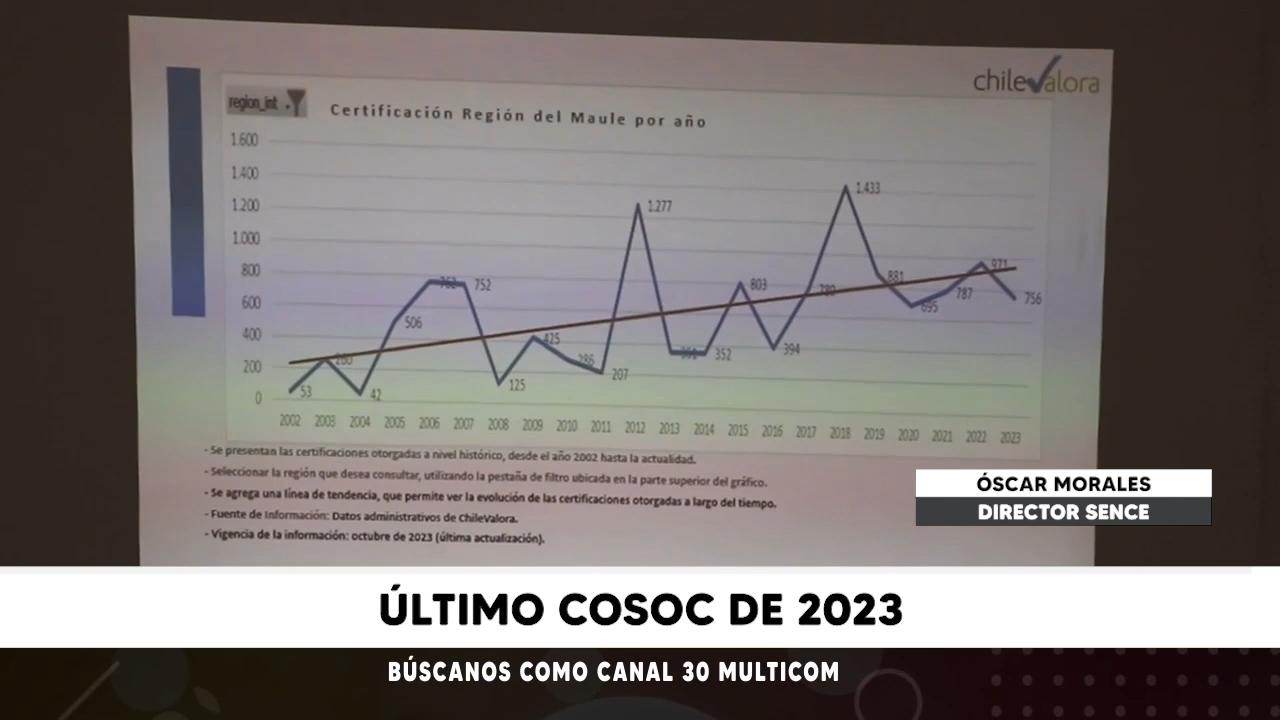 chileValora
region_int
Certificación Región del Maule por año
1.600
1.400
1.200
1.000
800
600
400
200
0
53
260
42
506
762
752
125
425
286
207
1.277
352
803
394
780
1.433
881
695
787
971
756
2002 2003 2004 2005 2006 2007 2008 2009 2010 2011 2012 2013 2014 2015 2016 2017 2018 2019 2020 2021 2022 2023
- Se presentan las certificaciones otorgadas a nivel histórico, desde el año 2002 hasta la actualidad.
- Seleccionar la región que desea consultar, utilizando la pestaña de filtro ubicada en la parte superior del gráfico.
- Se agrega una línea de tendencia, que permite ver la evolución de las certificaciones otorgadas a largo del tiempo.
- Fuente de Información: Datos administrativos de ChileValora.
- Vigencia de la información: octubre de 2023 (última actualización).
ÓSCAR MORALES
DIRECTOR SENCE
ÚLTIMO COSOC DE 2023
BÚSCANOS COMO CANAL 30 MULTICOM